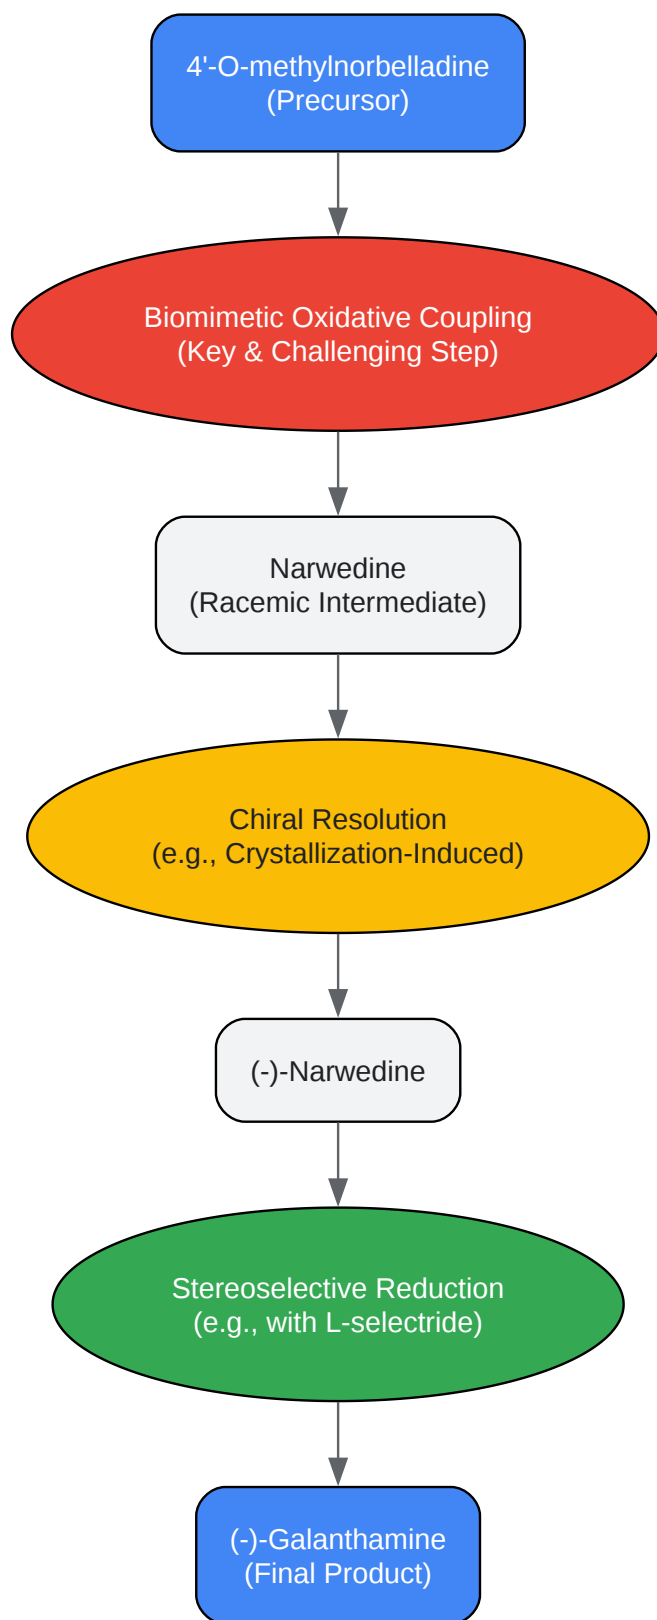 4'-O-methylnorbelladine
(Precursor)
Biomimetic Oxidative Coupling
(Key & Challenging Step)
Narwedine
(Racemic Intermediate)
Chiral Resolution
(e.g., Crystallization-Induced)
(-)-Narwedine
Stereoselective Reduction
(e.g., with L-selectride)
(-)-Galanthamine
(Final Product)